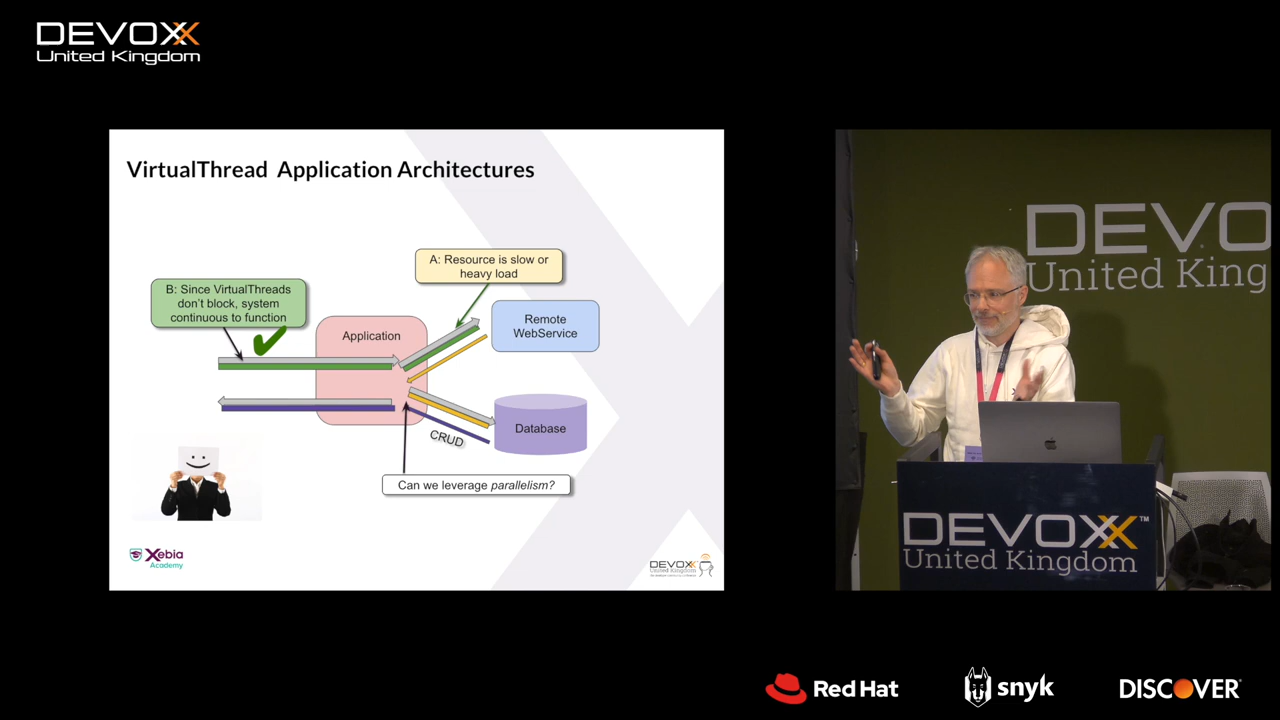 DEVOXX
United Kingdom
VirtualThread Application Architectures
A: Resource is slow or
heavy load
B: Since VirtualThreads
don't block, system
continuous to function
Application
Remote
WebService
Database
CRUD
Can we leverage parallelism?
Xebia
Academy
DEVOXX
United Kingdom
DEVO
United King
DEVOXX™
United Kingdom
Red Hat
snyk
DISCOVER